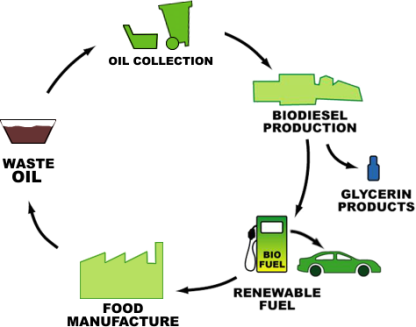 OIL COLLECTION
BIODIESEL
PRODUCTION
GLYCERIN
PRODUCTS
BIO
FUEL
RENEWABLE
FUEL
FOOD
MANUFACTURE
WASTE
OIL